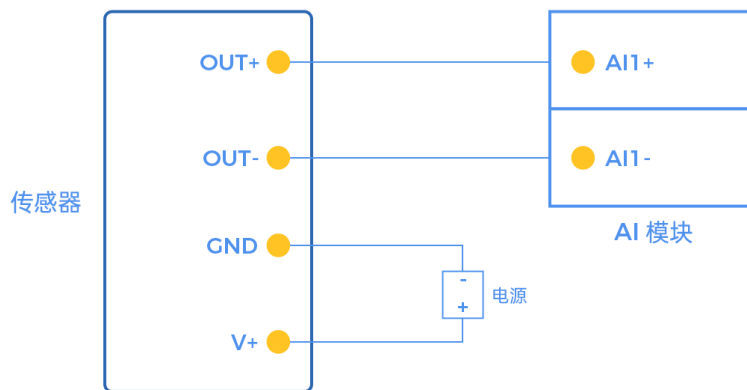 OUT+
AI1+
OUT-
AI1-
传感器
AI 模块
GND
-
电源
+
V+